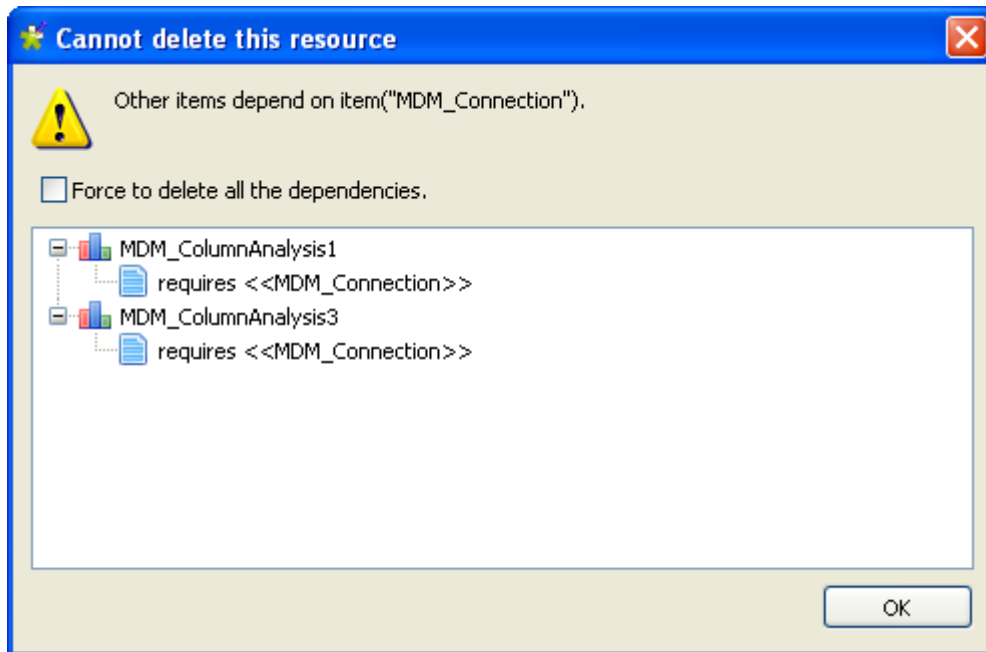 Cannot delete this resource
Other items depend on item("MDM_Connection").
Force to delete all the dependencies.
MDM_ColumnAnalysis1
requires <<MDM_Connection>>
MDM_ColumnAnalysis3
requires <<MDM_Connection>>
OK